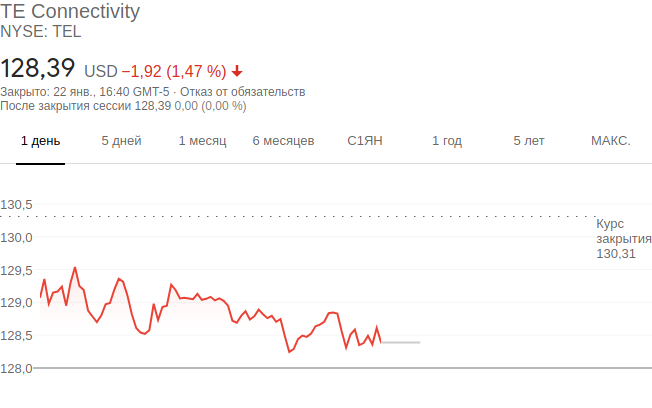 TE Connectivity
NYSE: TEL
128,39 USD −1,92 (1,47 %)
Закрыто: 22 янв., 16:40 GMT-5 · Отказ от обязательств
После закрытия сессии 128,39 0,00 (0,00 %)
1 день 5 дней 1 месяц 6 месяцев С1ЯН 1 год 5 лет МАКС.
130,5
Курс
закрытия
130,31
130,0
129,5
129,0
128,5
128,0